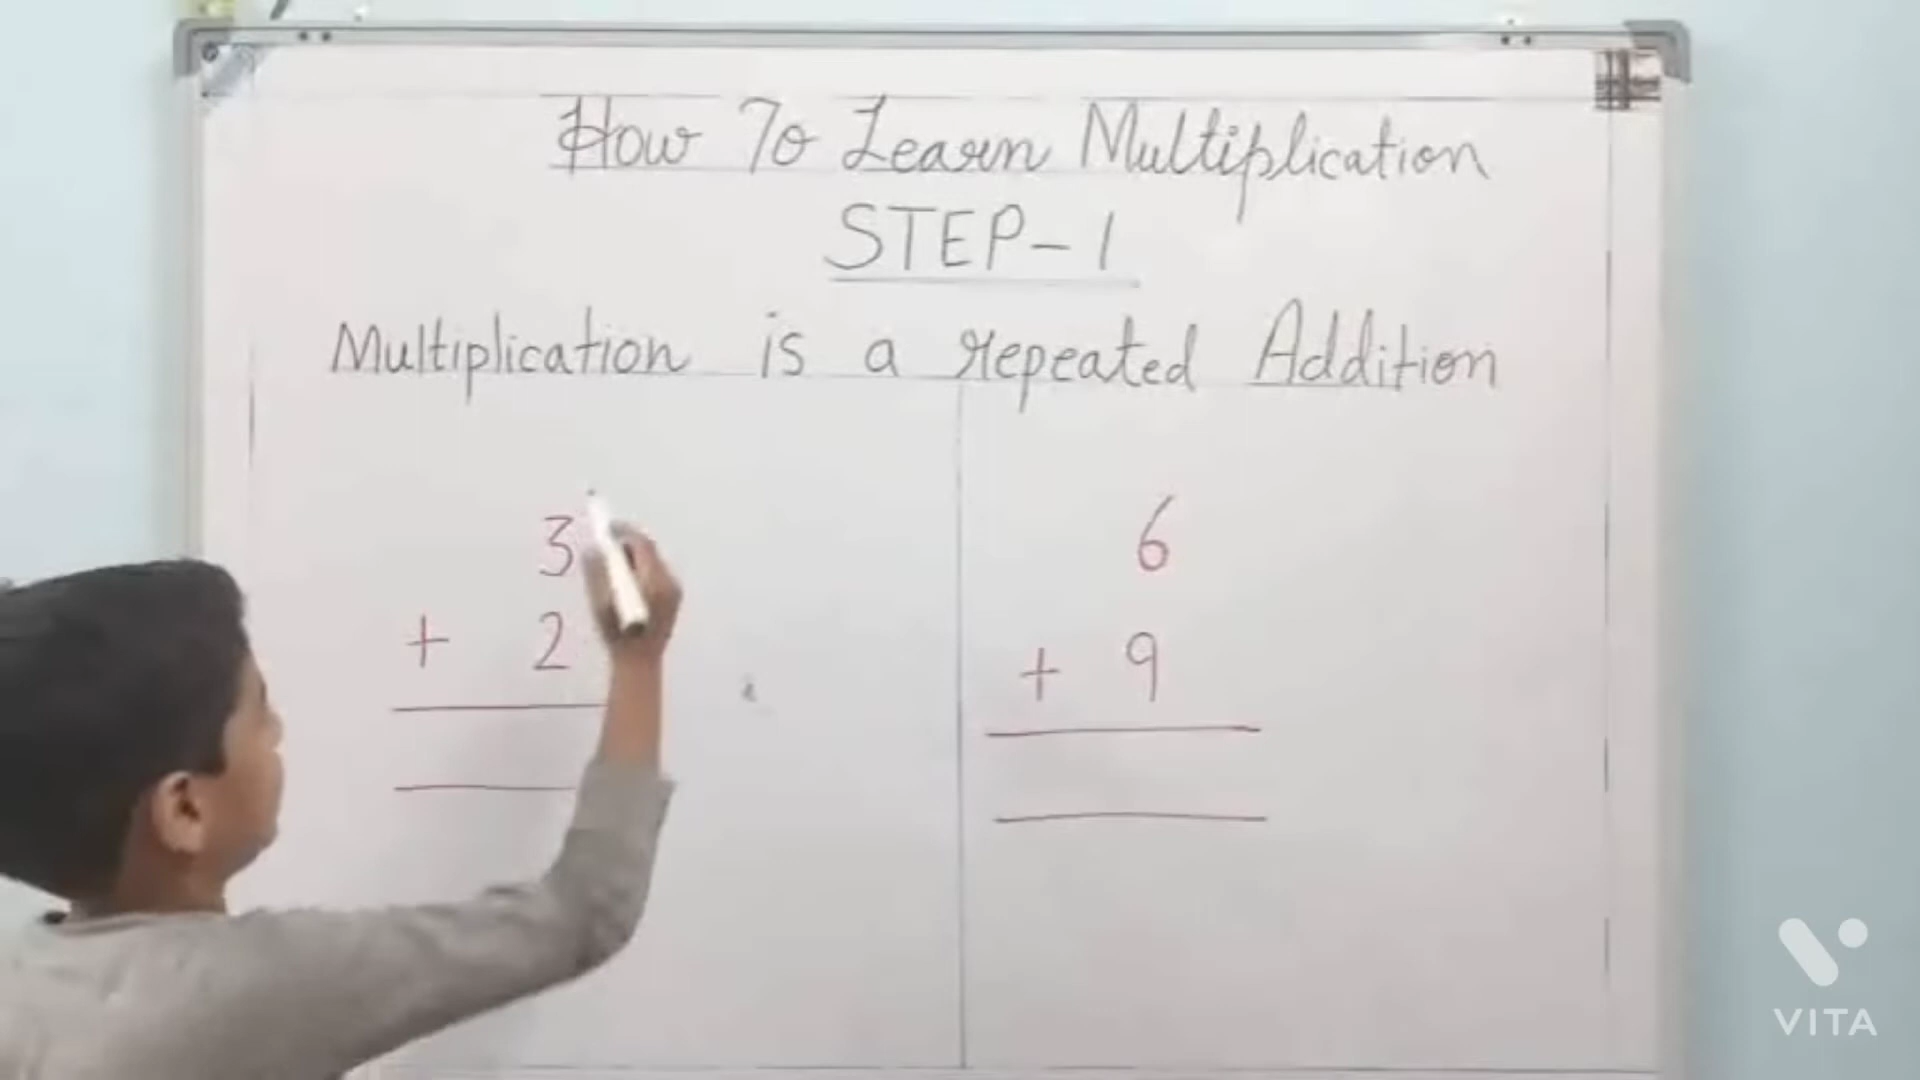 How To Learn Multiplication
STEP-1
Multiplication is a repeated Addition
3
+ 2
6
+ 9
VITA